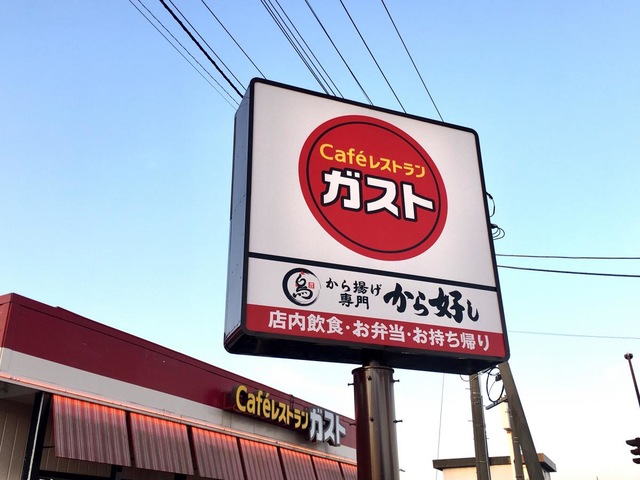 Caféレストラン
ガスト
から揚げ
専門
から好し
店内飲食・お弁当・お持ち帰り
Caféレストラン ガスト